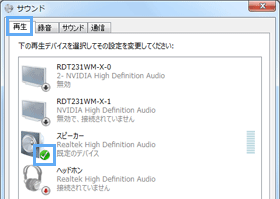 サウンド
再生 録音 サウンド 通信
下の再生デバイスを選択してその設定を変更してください:
RDT231WM-X-0
2- NVIDIA High Definition Audio
無効
RDT231WM-X-1
NVIDIA High Definition Audio
無効で、接続されていません
スピーカー
Realtek High Definition Audio
既定のデバイス
ヘッドホン
Realtek High Definition Audio
接続されていません